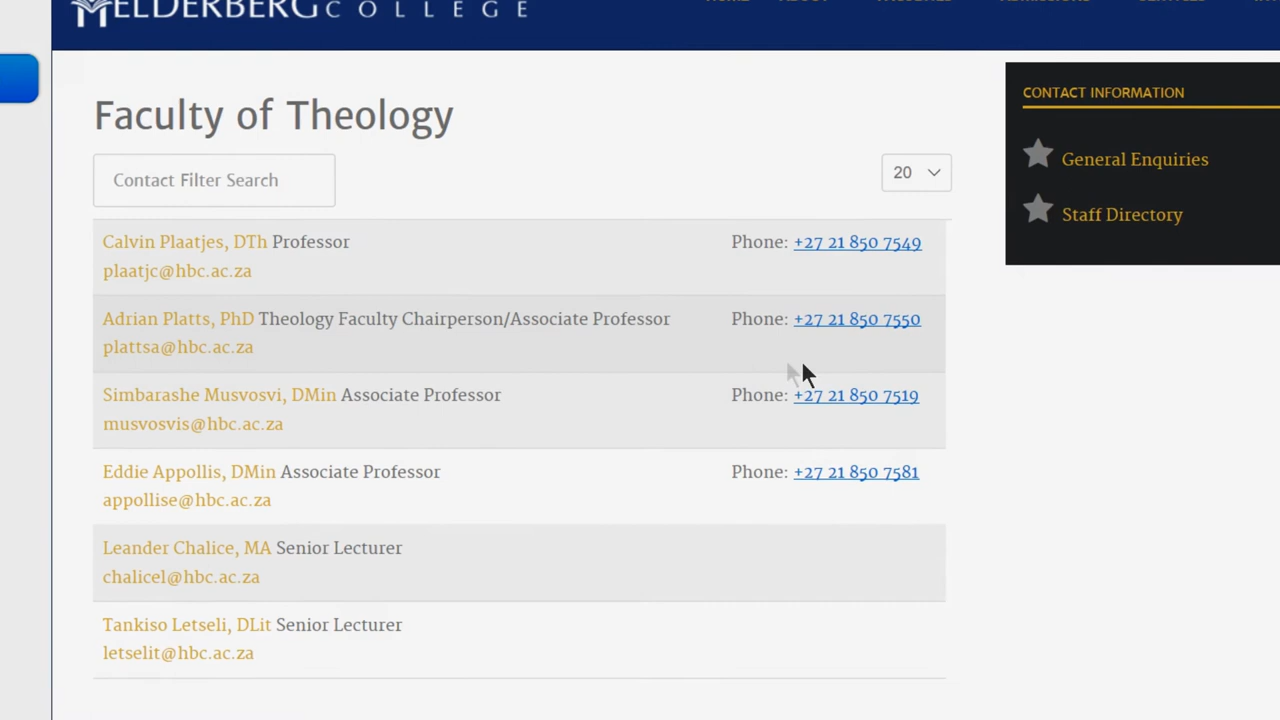 ELDERBERG COLLEGE
Faculty of Theology
Contact Filter Search
20
Calvin Plaatjes, DTh Professor
plaatjc@hbc.ac.za
Phone: +27 21 850 7549
Adrian Platts, PhD Theology Faculty Chairperson/Associate Professor
plattsa@hbc.ac.za
Phone: +27 21 850 7550
Simbarashe Musvosvi, DMin Associate Professor
musvosvis@hbc.ac.za
Phone: +27 21 850 7519
Eddie Appollis, DMin Associate Professor
appollise@hbc.ac.za
Phone: +27 21 850 7581
Leander Chalice, MA Senior Lecturer
chalicel@hbc.ac.za
Tankiso Letseli, DLit Senior Lecturer
letselit@hbc.ac.za
CONTACT INFORMATION
General Enquiries
Staff Directory